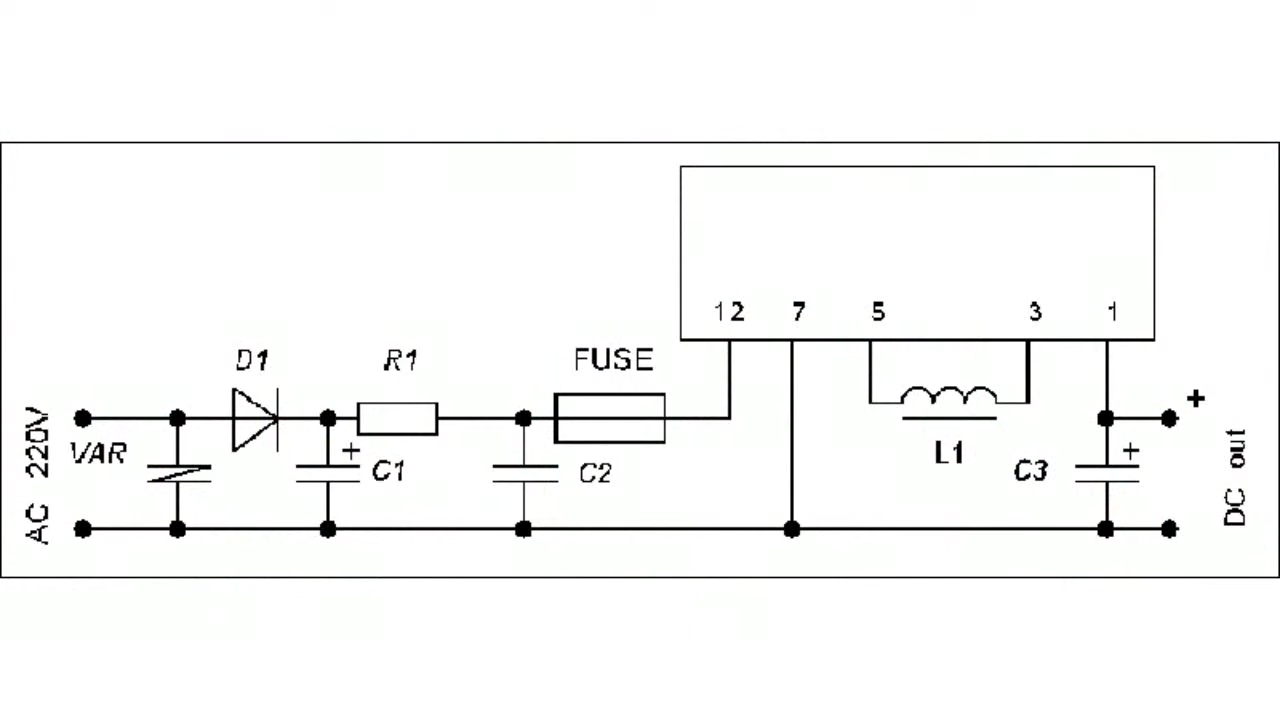 12 7 5 3 1
D1 R1 FUSE
+
AC 220V
VAR
+ C1
C2
L1
C3 +
DC out